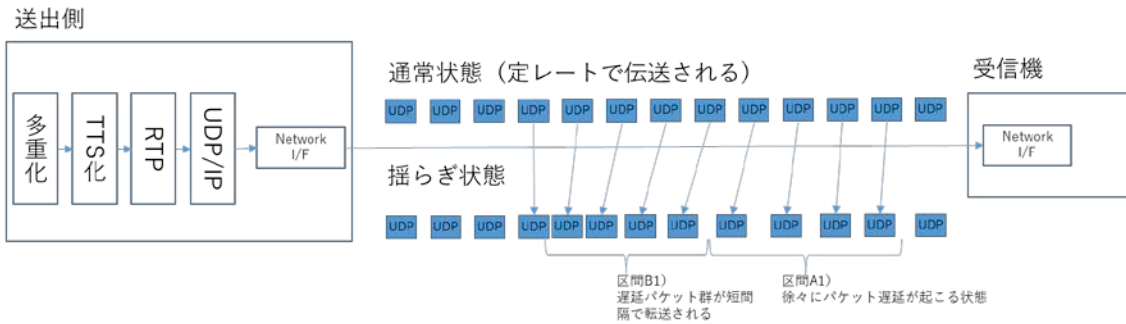 送出側
多重化
TTS化
RTP
UDP/IP
Network
I/F
通常状態（定レートで伝送される）
UDP UDP UDP UDP UDP UDP UDP UDP UDP UDP UDP UDP UDP
揺らぎ状態
UDP UDP UDP UDP UDP UDP UDP UDP UDP UDP UDP UDP UDP
区間B1）
遅延パケット群が短間
隔で転送される
区間A1）
徐々にパケット遅延が起こる状態
受信機
Network
I/F